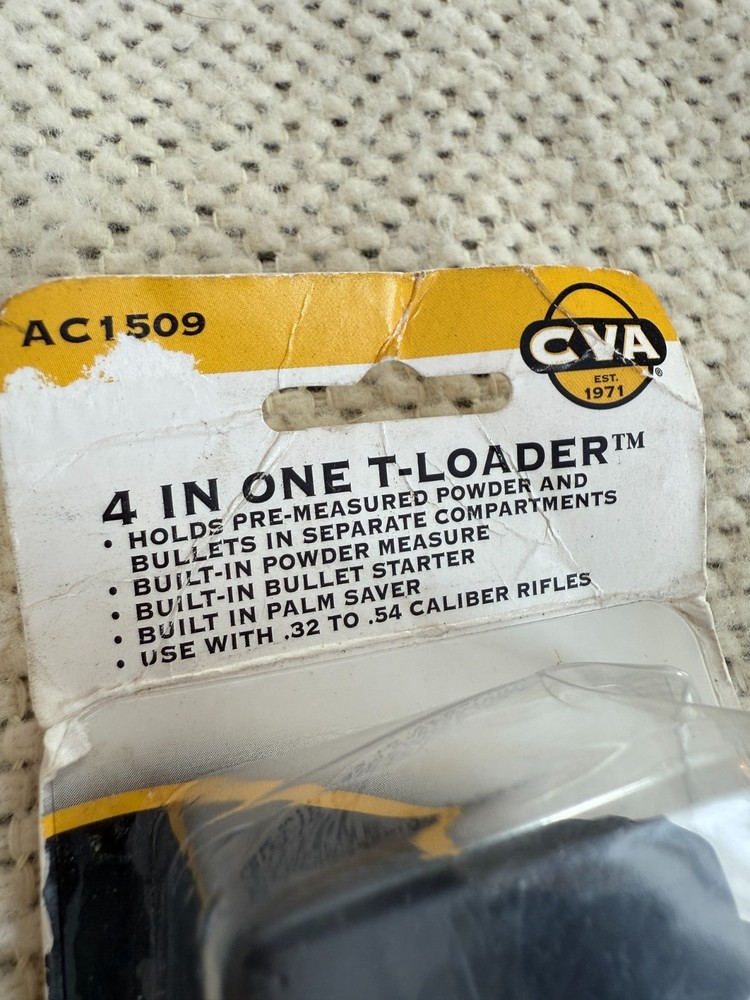 AC1509
CVA
EST.
1971
®
4 IN ONE T-LOADER™
• HOLDS PRE-MEASURED POWDER AND
BULLETS IN SEPARATE COMPARTMENTS
• BUILT-IN POWDER MEASURE
• BUILT-IN BULLET STARTER
• BUILT IN PALM SAVER
• USE WITH .32 TO .54 CALIBER RIFLES